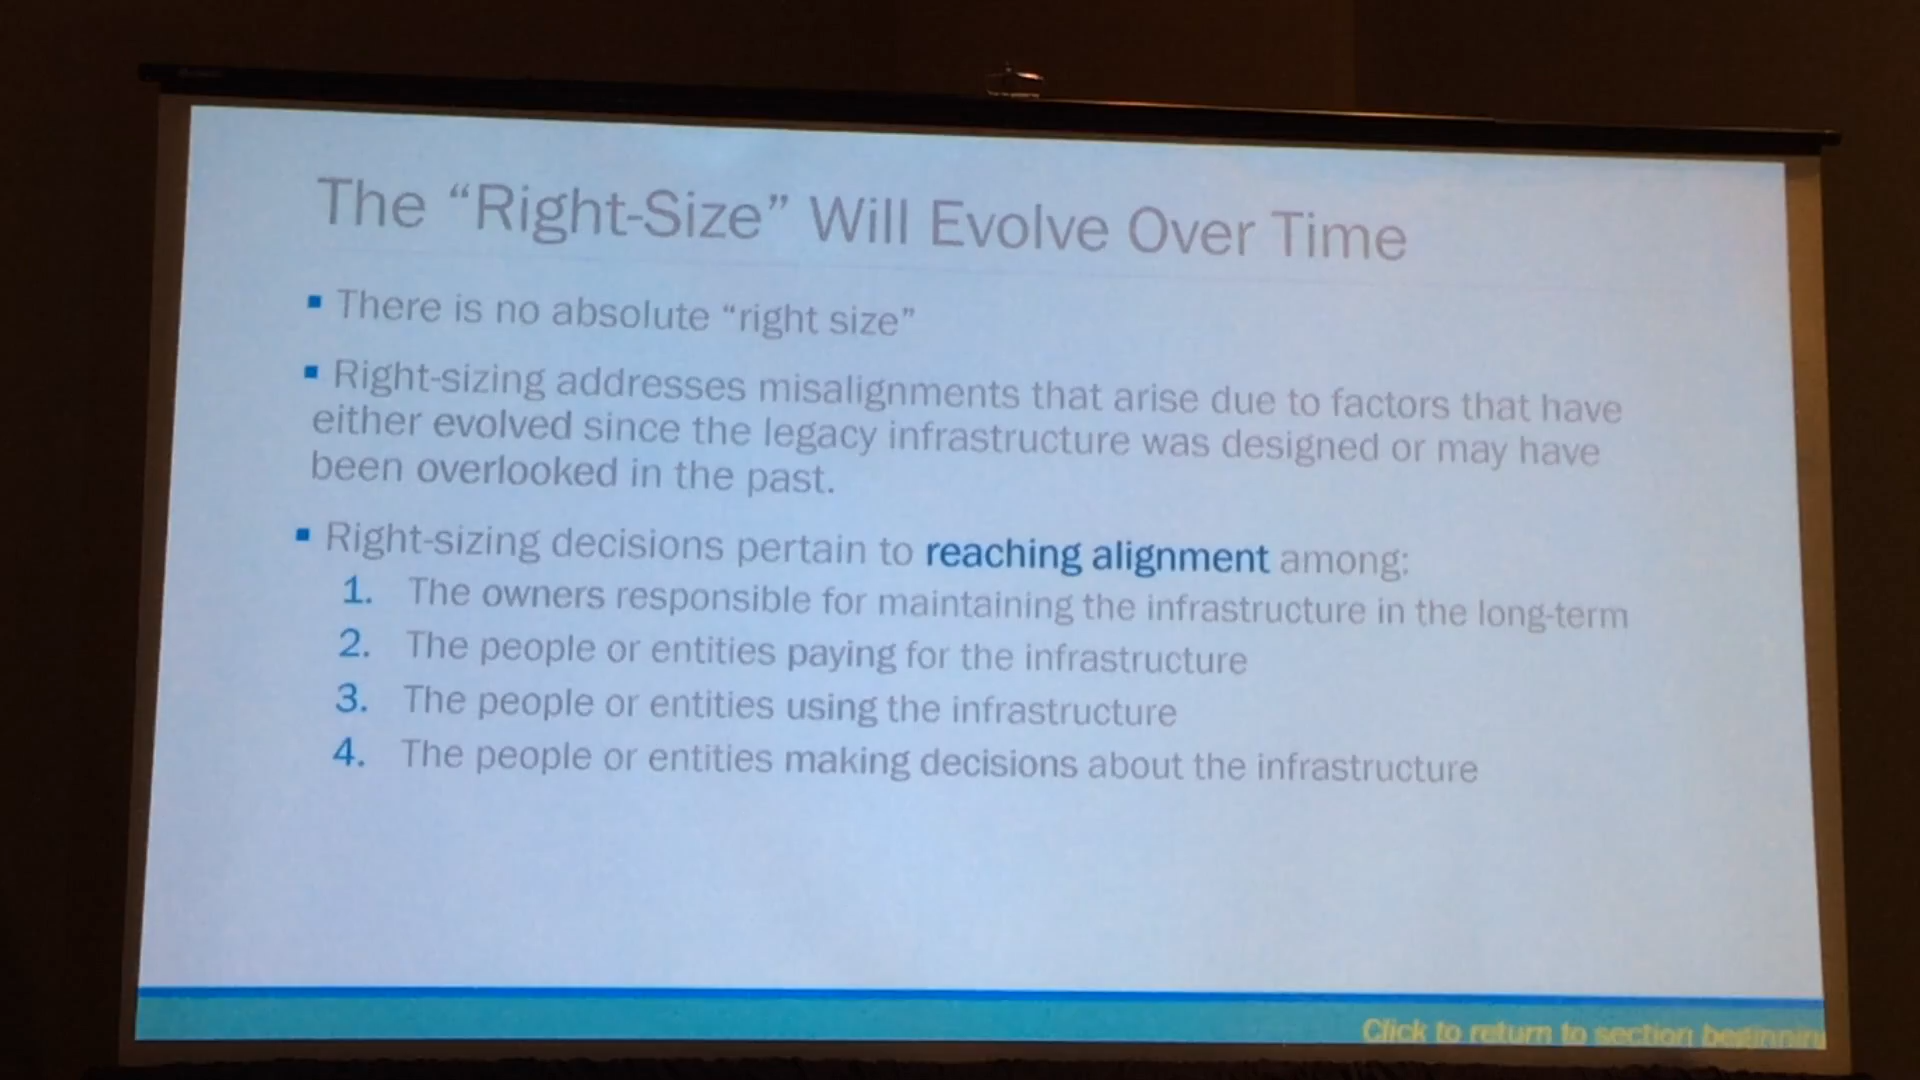 The “Right-Size” Will Evolve Over Time
▪ There is no absolute “right size”
▪ Right-sizing addresses misalignments that arise due to factors that have
either evolved since the legacy infrastructure was designed or may have
been overlooked in the past.
▪ Right-sizing decisions pertain to reaching alignment among:
1. The owners responsible for maintaining the infrastructure in the long-term
2. The people or entities paying for the infrastructure
3. The people or entities using the infrastructure
4. The people or entities making decisions about the infrastructure
Click to return to section beginnin